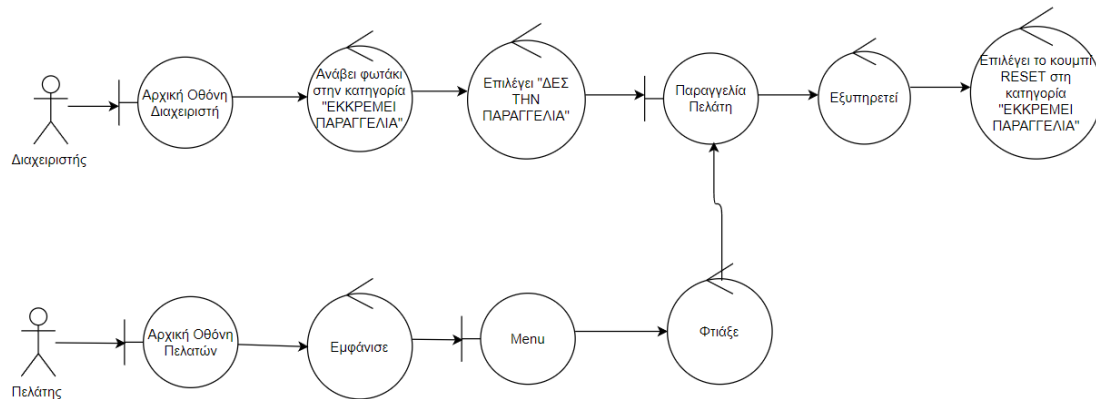 Αρχική Οθόνη
Διαχειριστή
Ανάβει φωτάκι
στην κατηγορία
"ΕΚΚΡΕΜΕΙ
ΠΑΡΑΓΓΕΛΙΑ"
Επιλέγει "ΔΕΣ
ΤΗΝ
ΠΑΡΑΓΓΕΛΙΑ"
Παραγγελία
Πελάτη
Εξυπηρετεί
Επιλέγει το κουμπί
RESET στη
κατηγορία
"ΕΚΚΡΕΜΕΙ
ΠΑΡΑΓΓΕΛΙΑ"
Διαχειριστής
Αρχική Οθόνη
Πελατών
Εμφάνισε
Menu
Φτιάξε
Πελάτης